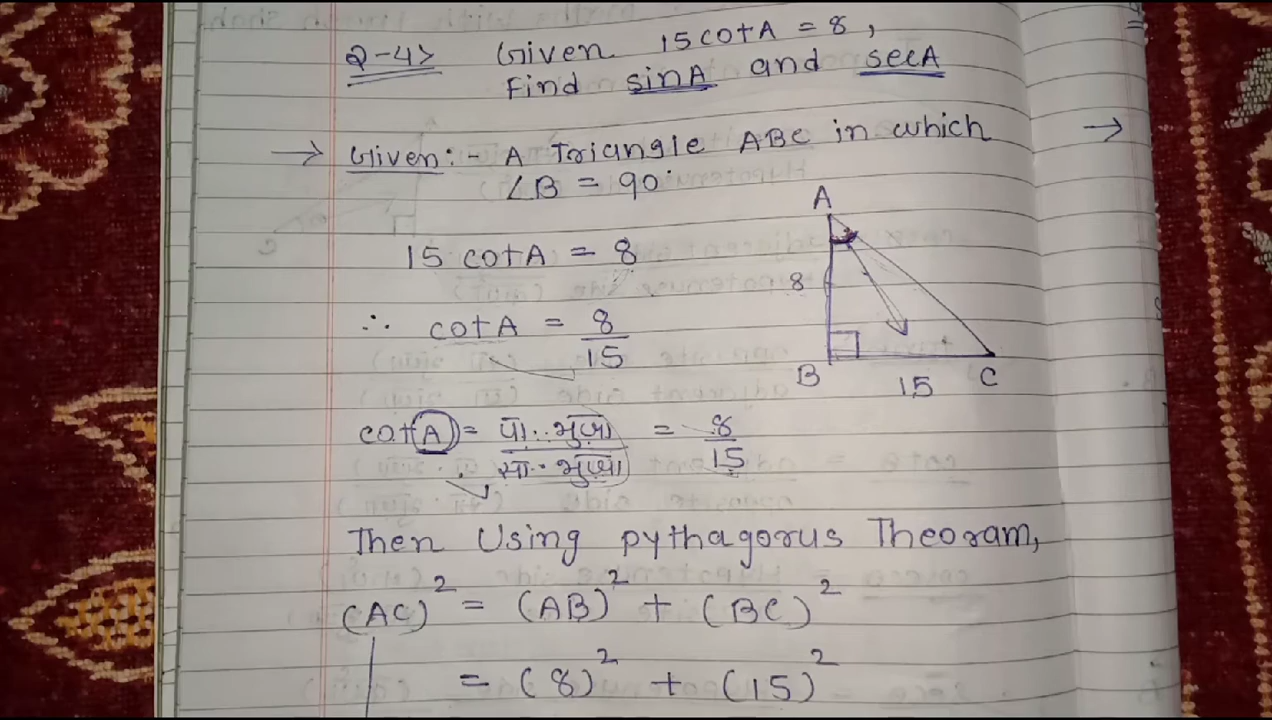 Q-4> Given 15cotA = 8,
Find sinA and secA
→ Given:- A Triangle ABC in which →
∠B = 90°
A
15 cotA = 8
8
∴ cotA = 8/15
B 15 C
cotA = पा. भुजा / सा. भुजा = 8/15
Then Using pythagorus Theoram,
(AC)² = (AB)² + (BC)²
= (8)² + (15)²